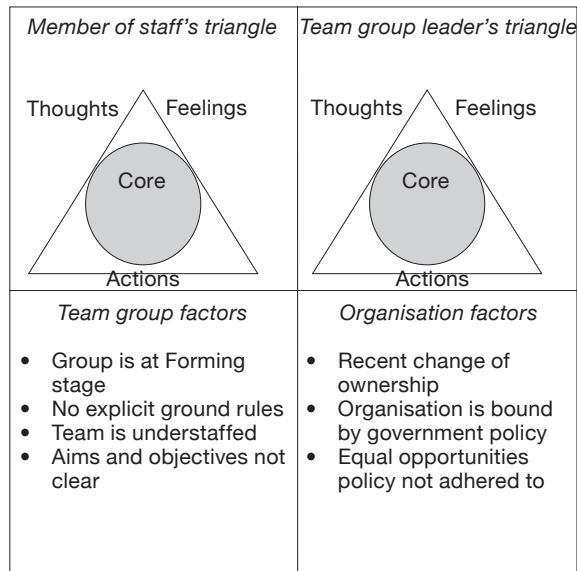 Member of staff’s triangle
Thoughts
Feelings
Core
Actions
Team group leader’s triangle
Thoughts
Feelings
Core
Actions
Team group factors
• Group is at Forming
stage
• No explicit ground rules
• Team is understaffed
• Aims and objectives not
clear
Organisation factors
• Recent change of
ownership
• Organisation is bound
by government policy
• Equal opportunities
policy not adhered to